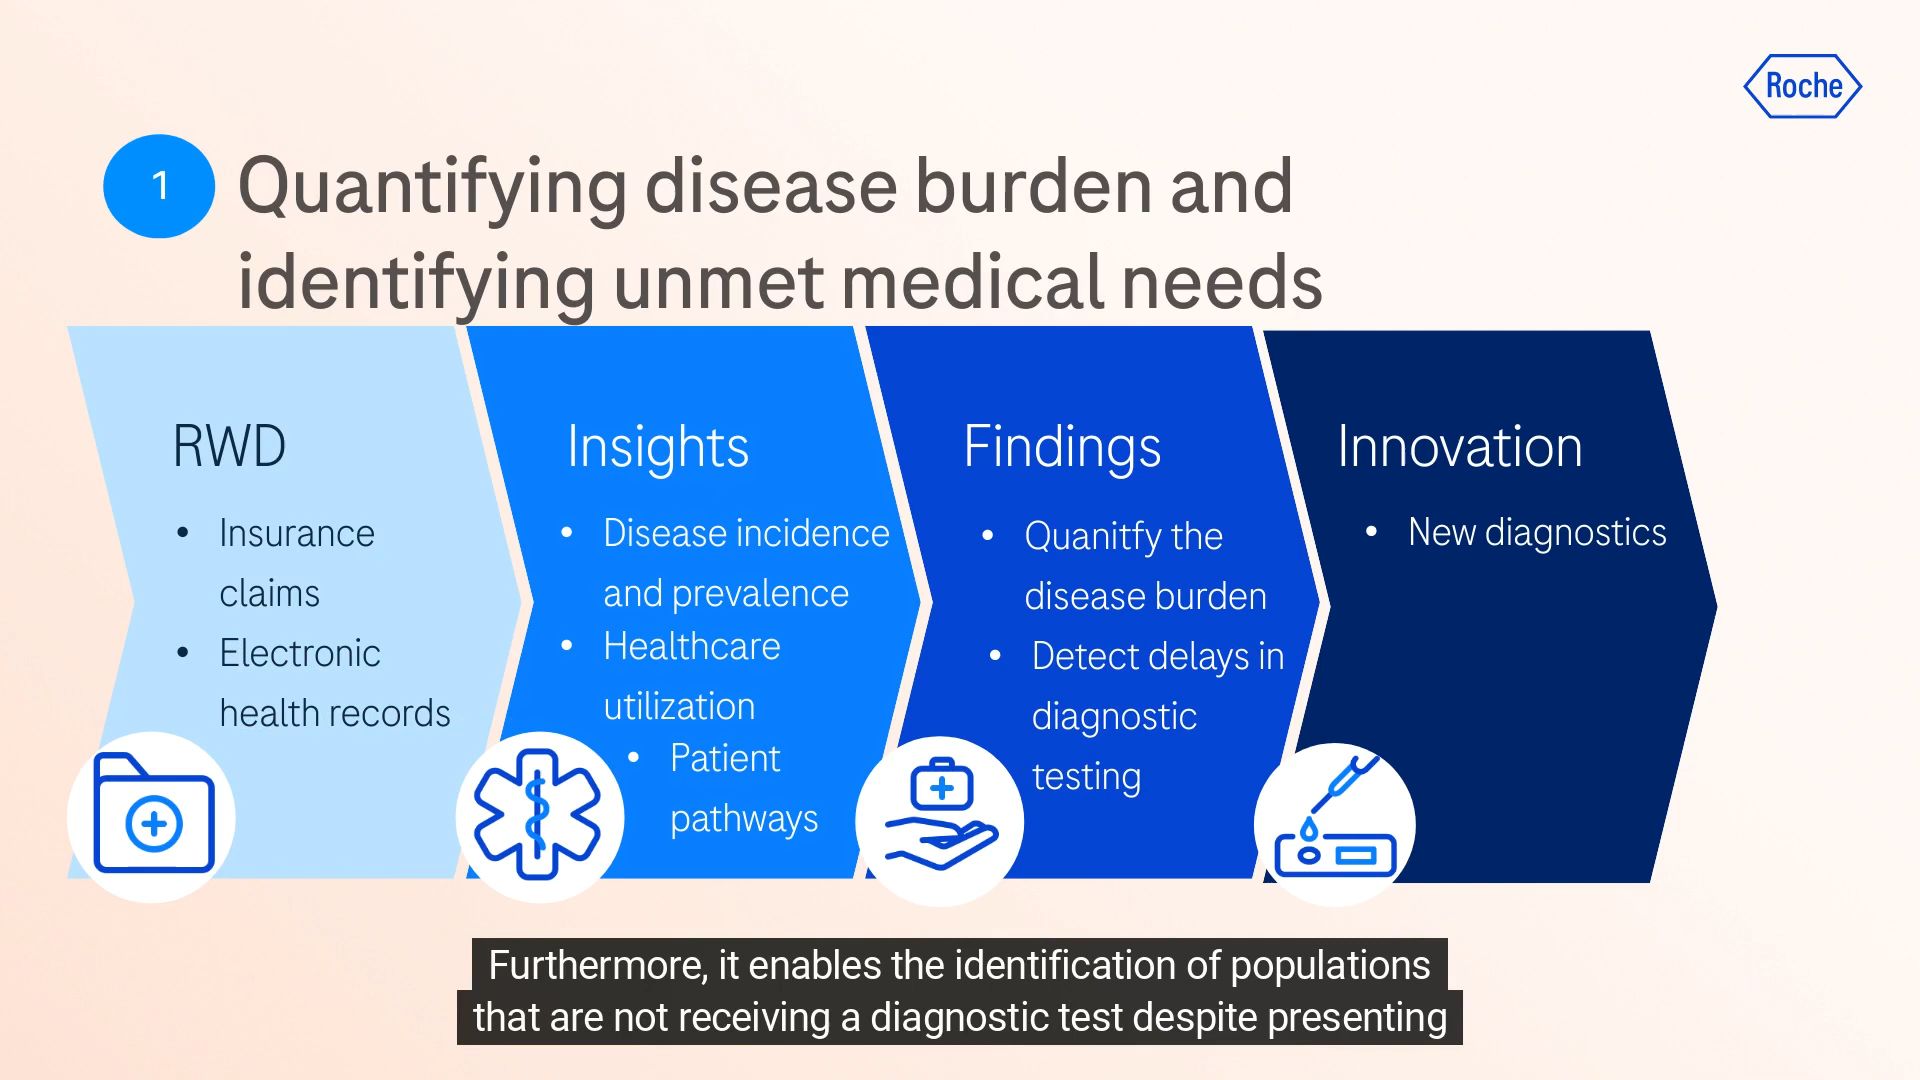 Roche
1
Quantifying disease burden and
identifying unmet medical needs
RWD
• Insurance
claims
• Electronic
health records
Insights
• Disease incidence
and prevalence
• Healthcare
utilization
• Patient
pathways
Findings
• Quanitfy the
disease burden
• Detect delays in
diagnostic
testing
Innovation
• New diagnostics
Furthermore, it enables the identification of populations
that are not receiving a diagnostic test despite presenting